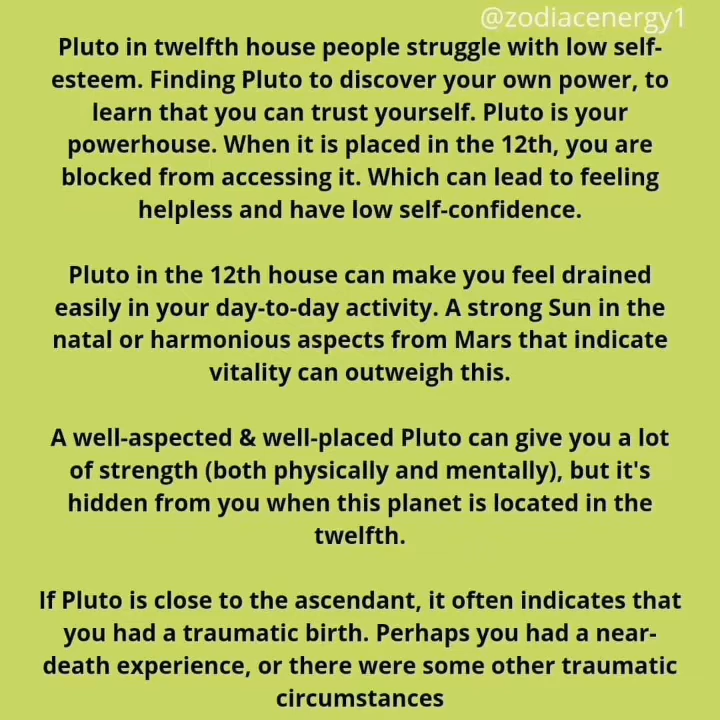 @zodiacenergy1
Pluto in twelfth house people struggle with low self-
esteem. Finding Pluto to discover your own power, to
learn that you can trust yourself. Pluto is your
powerhouse. When it is placed in the 12th, you are
blocked from accessing it. Which can lead to feeling
helpless and have low self-confidence.
Pluto in the 12th house can make you feel drained
easily in your day-to-day activity. A strong Sun in the
natal or harmonious aspects from Mars that indicate
vitality can outweigh this.
A well-aspected & well-placed Pluto can give you a lot
of strength (both physically and mentally), but it's
hidden from you when this planet is located in the
twelfth.
If Pluto is close to the ascendant, it often indicates that
you had a traumatic birth. Perhaps you had a near-
death experience, or there were some other traumatic
circumstances